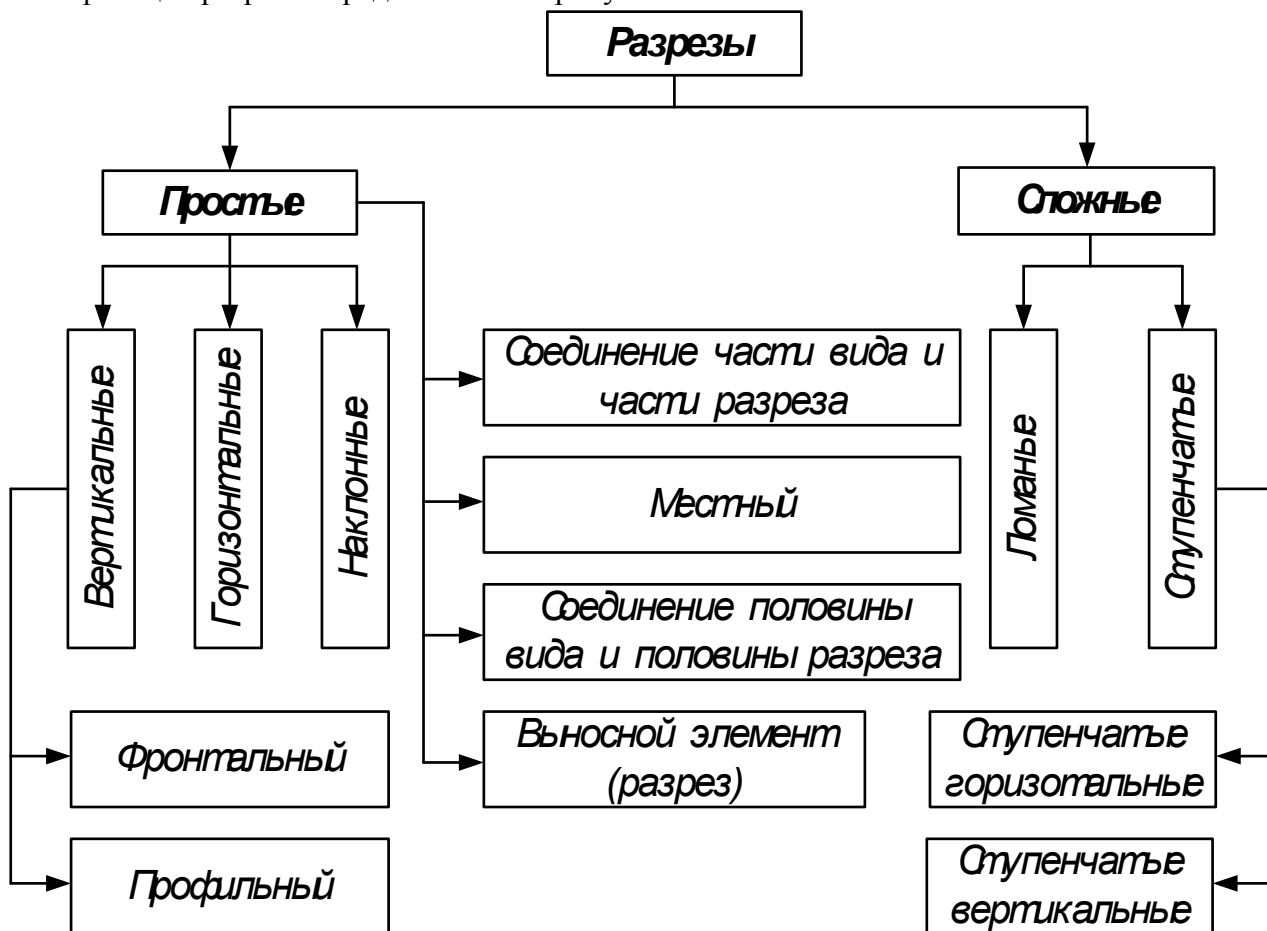 Разрезы
Простые
Сложные
Вертикальные
Горизонтальные
Наклонные
Соединение части вида и
части разреза
Местный
Соединение половины
вида и половины разреза
Выносной элемент
(разрез)
Ломаные
Ступенчатые
Фронтальный
Профильный
Ступенчатые
горизотальные
Ступенчатые
вертикальные